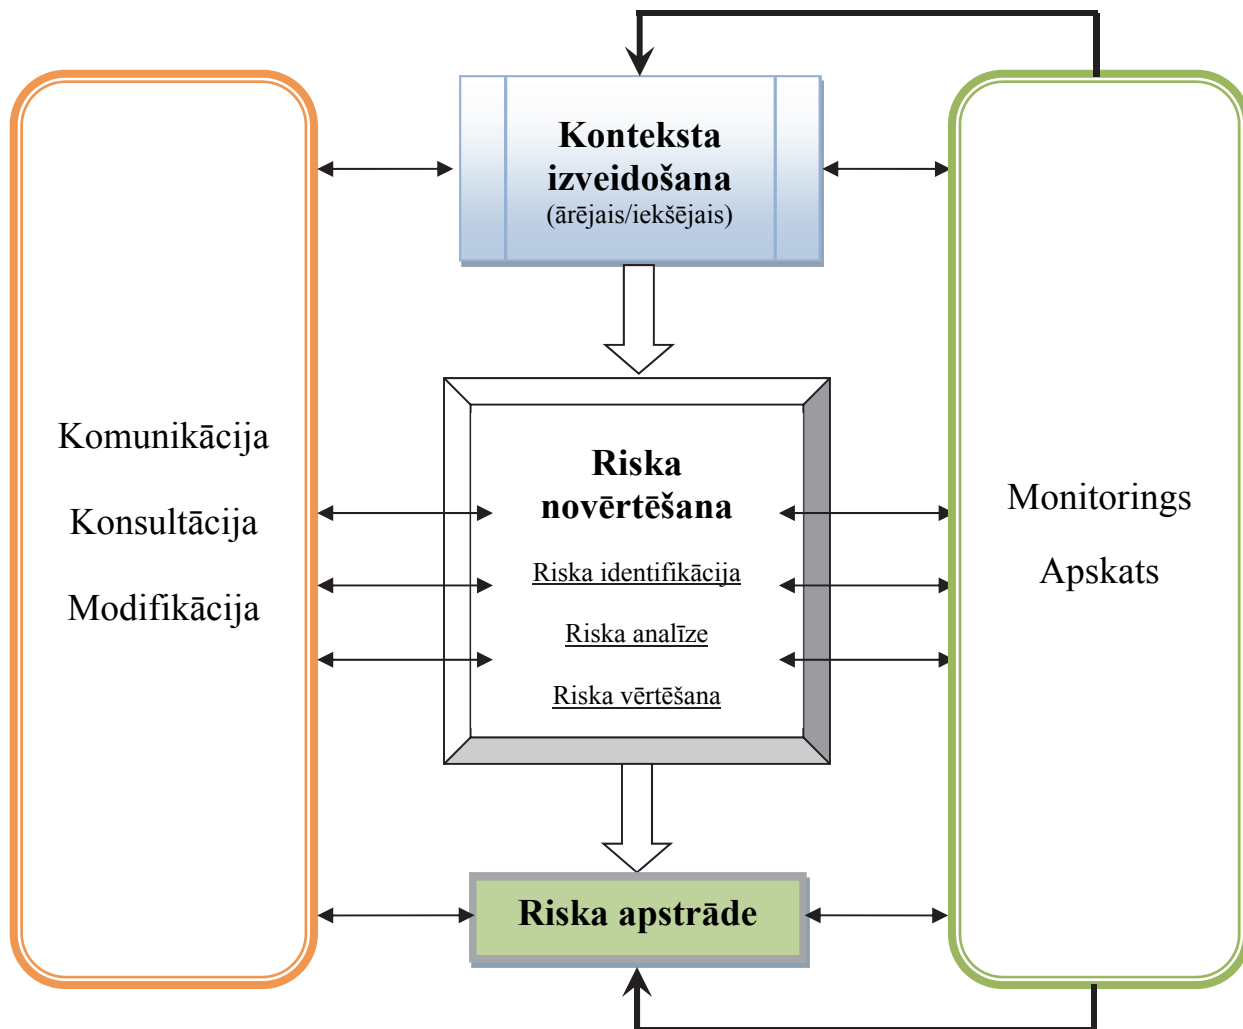 Konteksta
izveidošana
(ārējais/iekšējais)
Komunikācija
Konsultācija
Modifikācija
Riska
novērtēšana
Riska identifikācija
Riska analīze
Riska vērtēšana
Monitorings
Apskats
Riska apstrāde